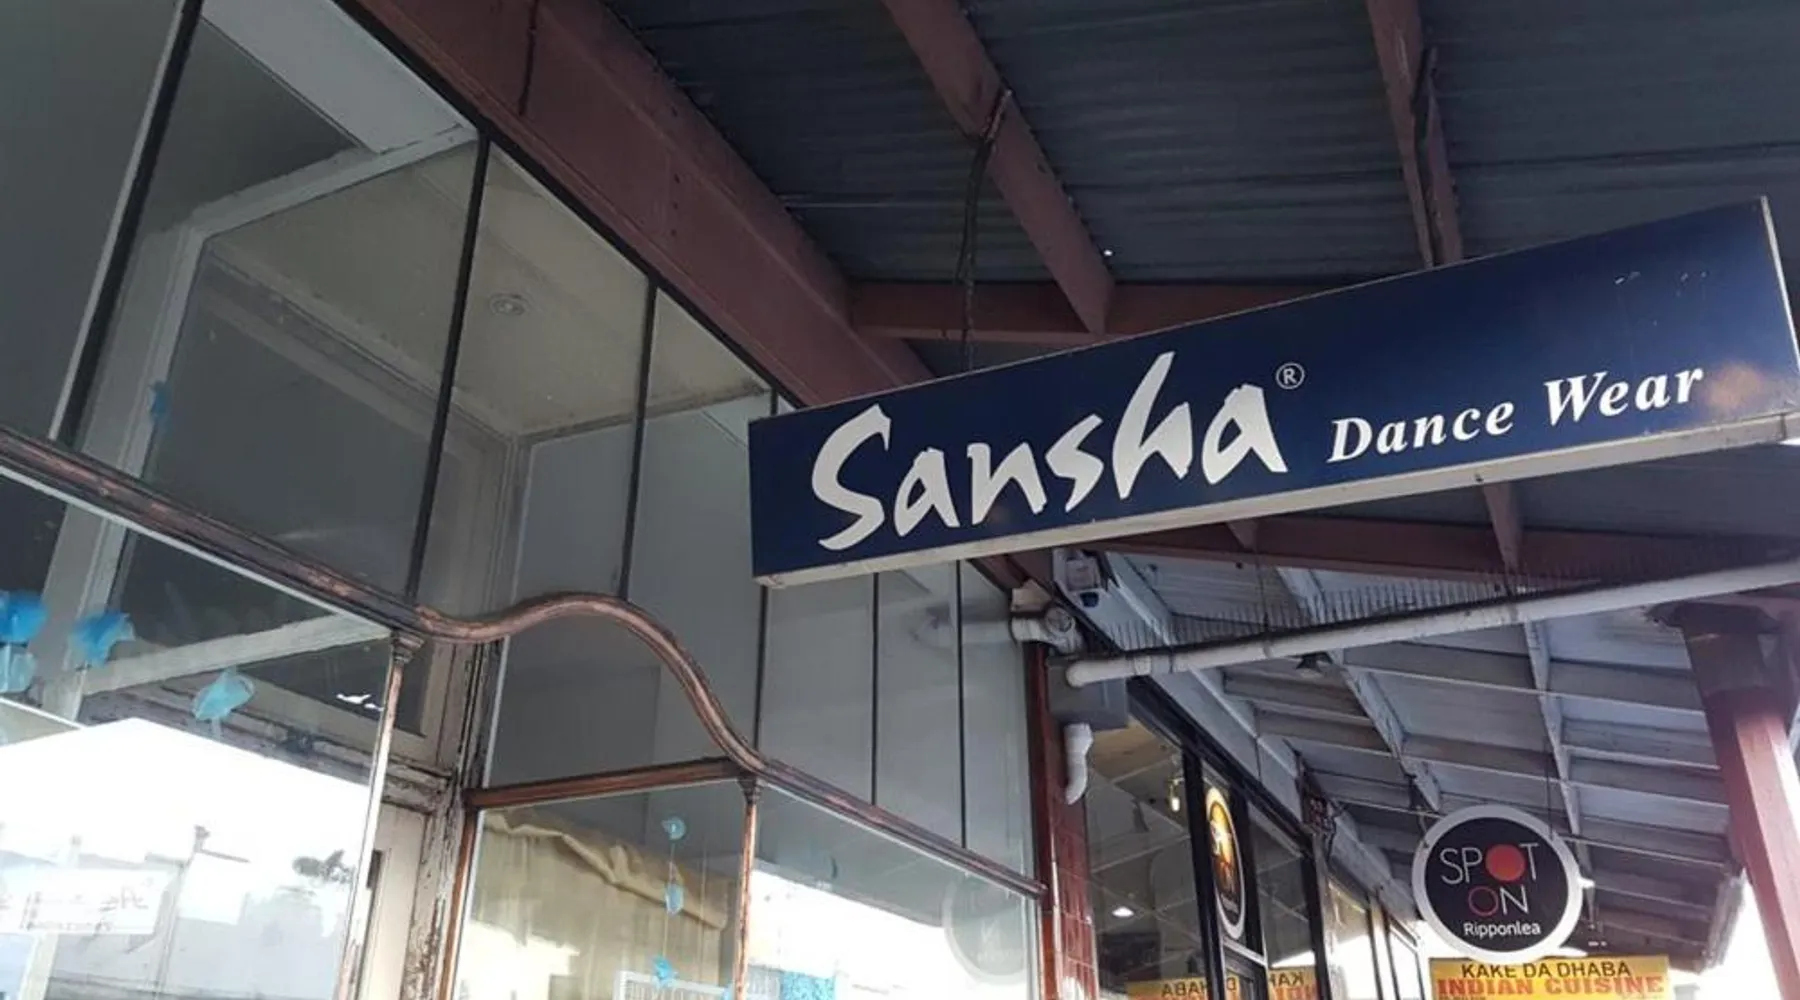 Sansha® Dance Wear
SPOT
ON
Ripponlea
KAKE DA DHABA
INDIAN CUISINE